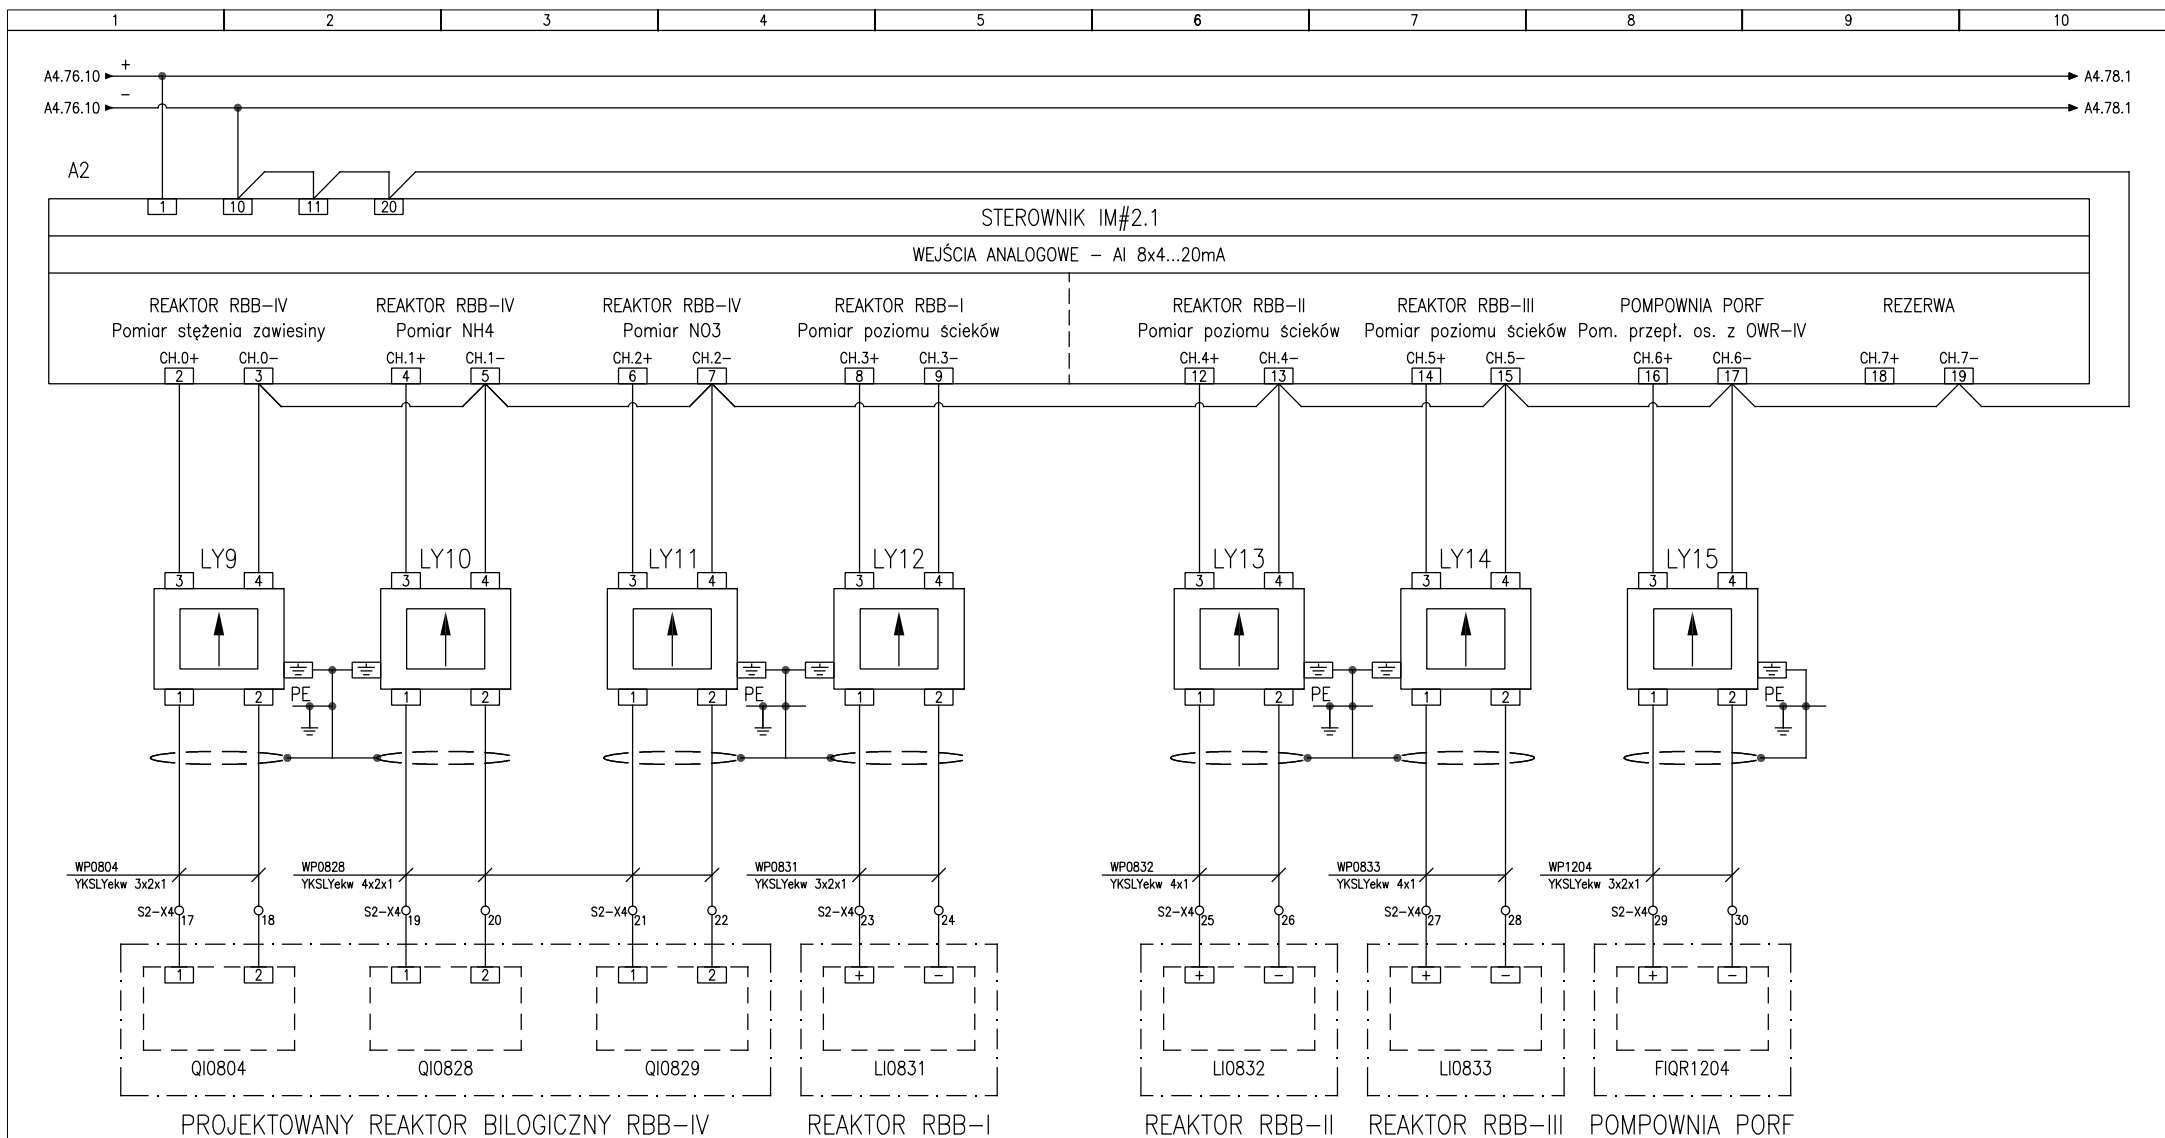 1 2 3 4 5 6 7 8 9 10
A4.76.10 + A4.78.1
A4.76.10 − A4.78.1
A2
1 10 11 20
STEROWNIK IM#2.1
WEJŚCIA ANALOGOWE − AI 8x4...20mA
REAKTOR RBB−IV REAKTOR RBB−IV REAKTOR RBB−IV REAKTOR RBB−I REAKTOR RBB−II REAKTOR RBB−III POMPOWNIA PORF REZERWA
Pomiar stężenia zawiesiny Pomiar NH4 Pomiar NO3 Pomiar poziomu ścieków Pomiar poziomu ścieków Pomiar poziomu ścieków Pom. przepł. os. z OWR−IV
CH.0+ CH.0− CH.1+ CH.1− CH.2+ CH.2− CH.3+ CH.3− CH.4+ CH.4− CH.5+ CH.5− CH.6+ CH.6− CH.7+ CH.7−
2 3 4 5 6 7 8 9 12 13 14 15 16 17 18 19
LY9 LY10 LY11 LY12 LY13 LY14 LY15
3 4 3 4 3 4 3 4 3 4 3 4 3 4
PE PE PE PE
1 2 1 2 1 2 1 2 1 2 1 2 1 2
WP0804 WP0828 WP0831 WP0832 WP0833 WP1204
YKSLYekw 3x2x1 YKSLYekw 4x2x1 YKSLYekw 3x2x1 YKSLYekw 4x1 YKSLYekw 4x1 YKSLYekw 3x2x1
S2−X4 17 18 S2−X4 19 20 S2−X4 21 22 S2−X4 23 24 S2−X4 25 26 S2−X4 27 28 S2−X4 29 30
1 2 1 2 1 2 + − + − + − + −
QI0804 QI0828 QI0829 LI0831 LI0832 LI0833 FIQR1204
PROJEKTOWANY REAKTOR BILOGICZNY RBB−IV REAKTOR RBB−I REAKTOR RBB−II REAKTOR RBB−III POMPOWNIA PORF